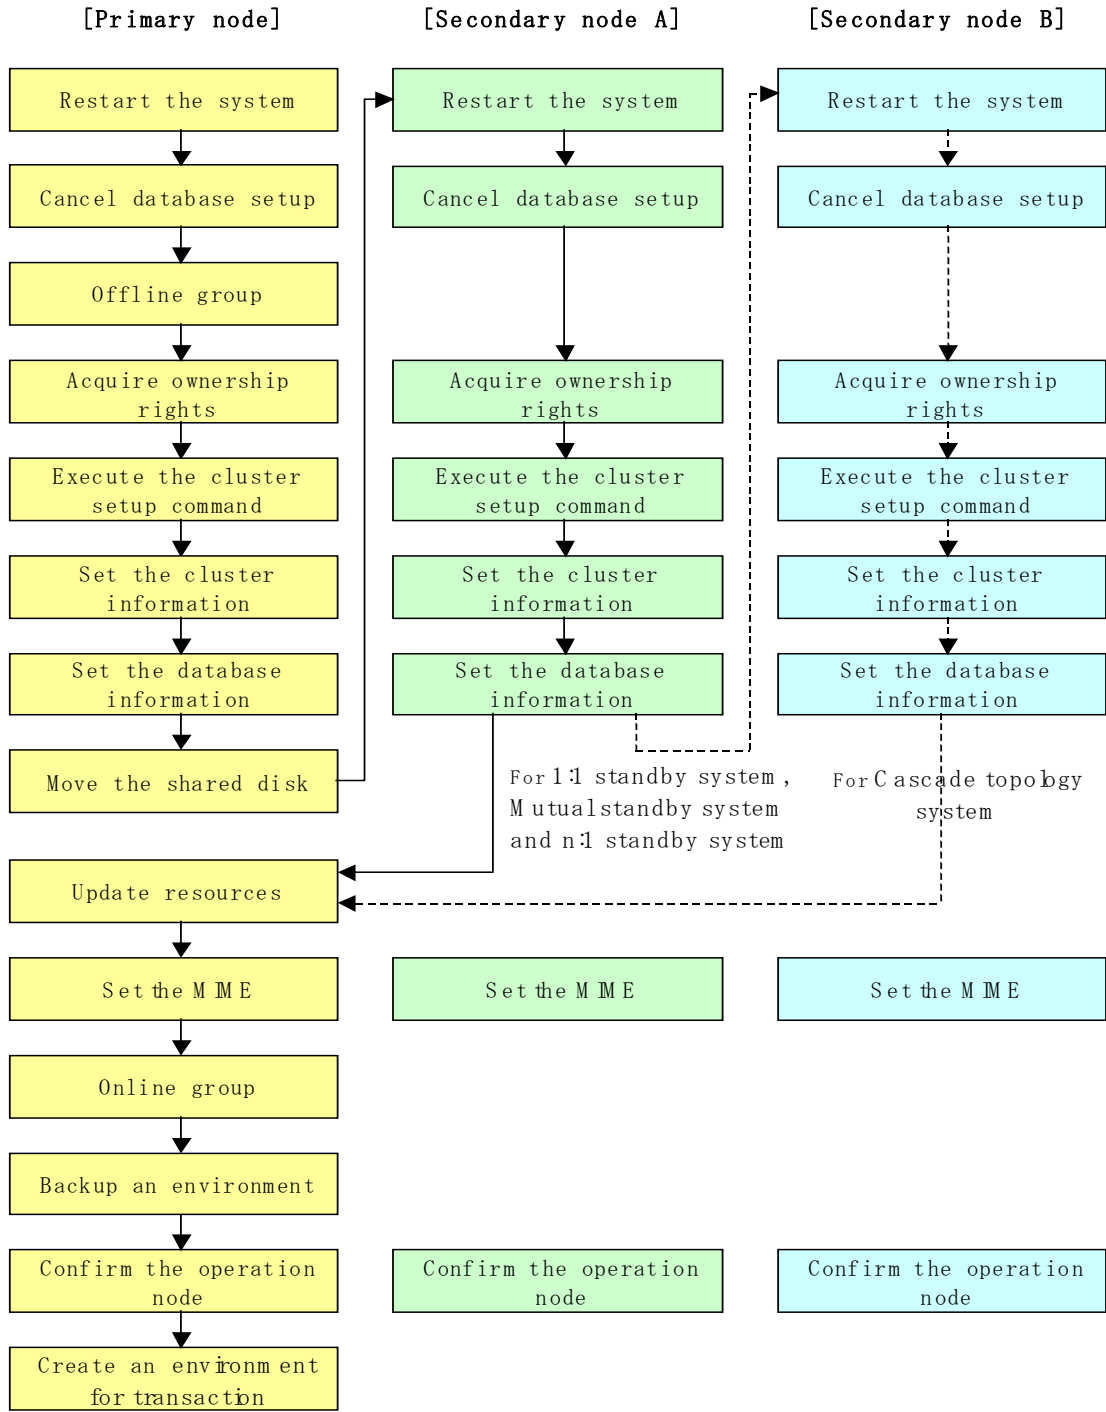 [Primary node]
[Secondary node A]
[Secondary node B]
Restart the system
Restart the system
Restart the system
Cancel database setup
Cancel database setup
Cancel database setup
Offline group
Acquire ownership
rights
Acquire ownership
rights
Acquire ownership
rights
Execute the cluster
setup command
Execute the cluster
setup command
Execute the cluster
setup command
Set the cluster
information
Set the cluster
information
Set the cluster
information
Set the database
information
Set the database
information
Set the database
information
Move the shared disk
For 1:1 standby system,
Mutual standby system
and n:1 standby system
For Cascade topology
system
Update resources
Set the MIME
Set the MIME
Set the MIME
Online group
Backup an environment
Confirm the operation
node
Confirm the operation
node
Confirm the operation
node
Create an environment
for transaction